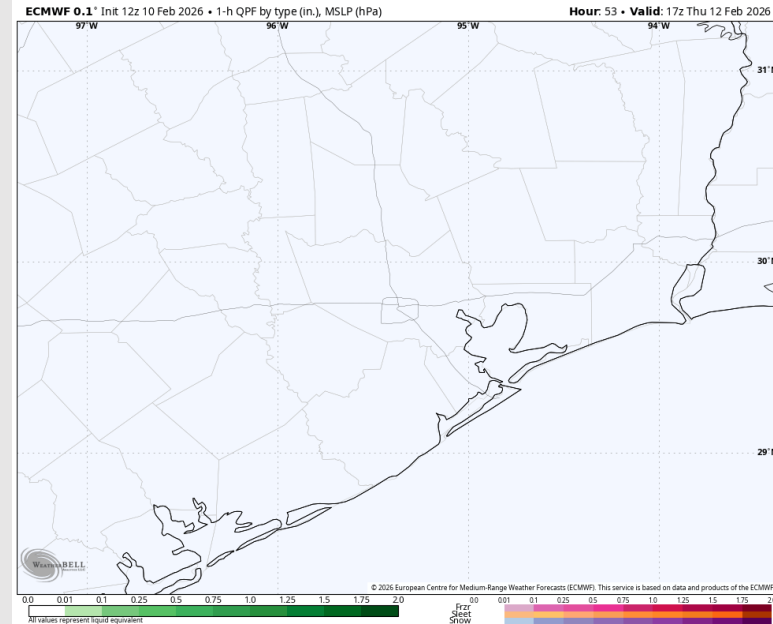 ECMWF 0.1° Init 12z 10 Feb 2026 • 1-h QPF by type (in.), MSLP (hPa) Hour: 53 • Valid: 17z Thu 12 Feb 2026
97°W 96°W 95°W 94°W
31°N
30°N
29°N
WEATHERBELL
© 2026 European Centre for Medium-Range Weather Forecasts (ECMWF). This service is based on data and products of the ECMWF
0.0 0.01 0.1 0.25 0.5 0.75 1.0 1.25 1.5 1.75 2.0
All values represent liquid equivalent
0.0 0.01 0.1 0.25 0.5 0.75 1.0 1.25 1.5 1.75
Frzr
Sleet
Snow